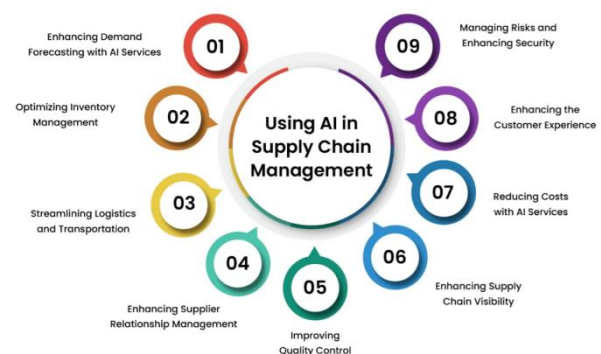 Using AI in
Supply Chain
Management
01
Enhancing Demand
Forecasting with AI Services
02
Optimizing Inventory
Management
03
Streamlining Logistics
and Transportation
04
Enhancing Supplier
Relationship Management
05
Improving
Quality Control
06
Enhancing Supply
Chain Visibility
07
Reducing Costs
with AI Services
08
Enhancing the
Customer Experience
09
Managing Risks and
Enhancing Security